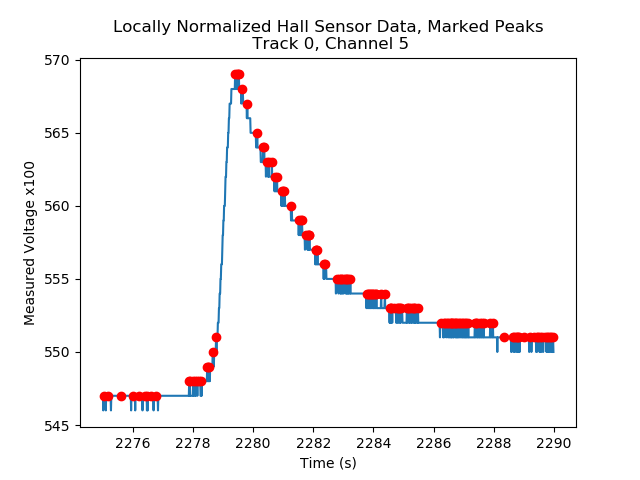 Locally Normalized Hall Sensor Data, Marked Peaks
Track 0, Channel 5
570
565
560
555
550
545
Measured Voltage x100
2276 2278 2280 2282 2284 2286 2288 2290
Time (s)